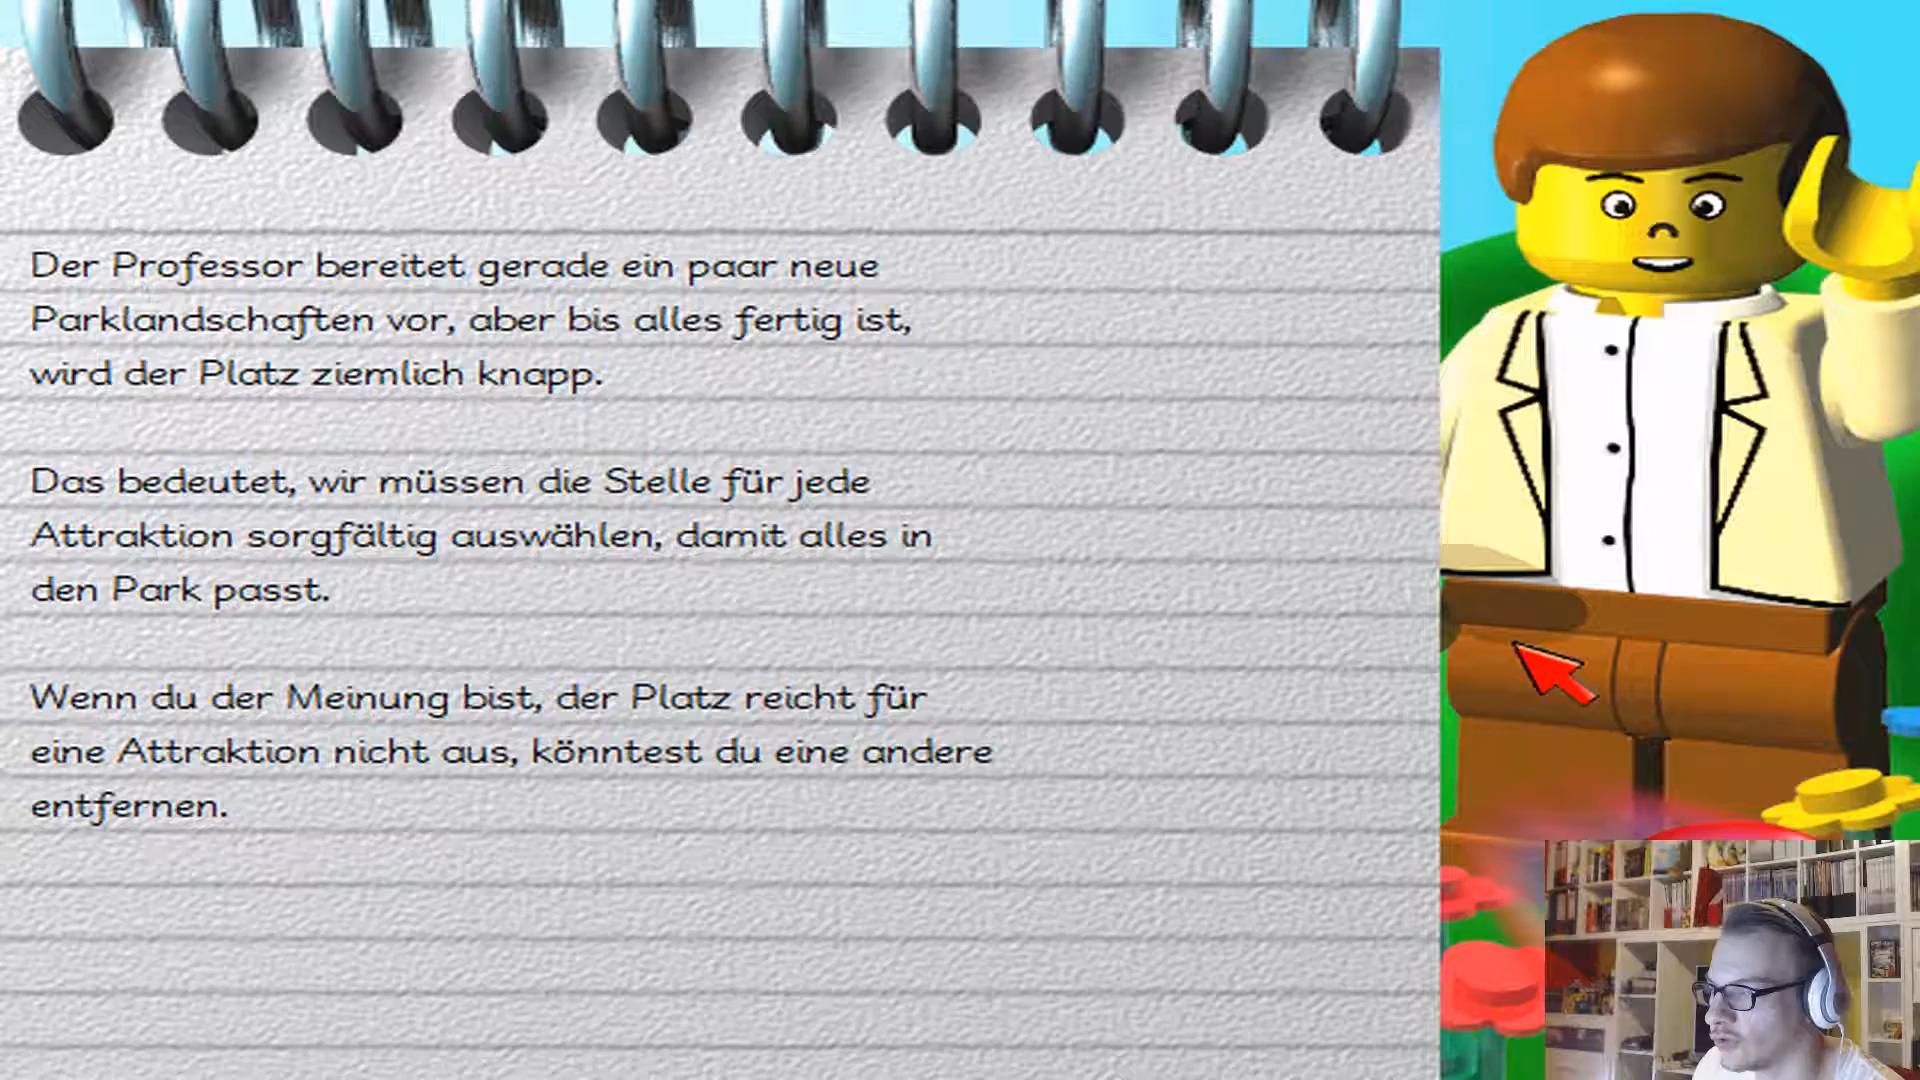 Der Professor bereitet gerade ein paar neue
Parklandschaften vor, aber bis alles fertig ist,
wird der Platz ziemlich knapp.
Das bedeutet, wir müssen die Stelle für jede
Attraktion sorgfältig auswählen, damit alles in
den Park passt.
Wenn du der Meinung bist, der Platz reicht für
eine Attraktion nicht aus, könntest du eine andere
entfernen.